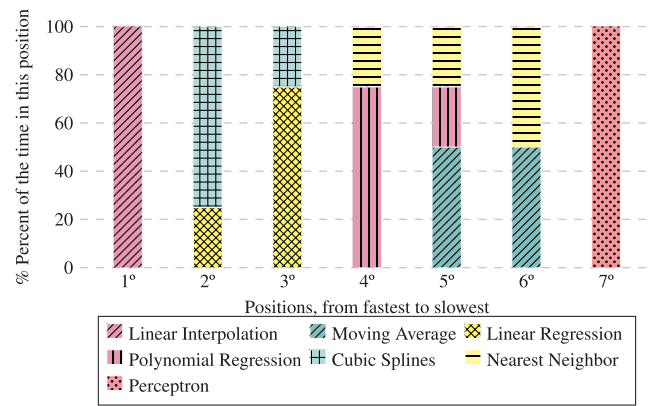 % Percent of the time in this position
100
80
60
40
20
0
1º 2º 3º 4º 5º 6º 7º
Positions, from fastest to slowest
Linear Interpolation Moving Average Linear Regression
Polynomial Regression Cubic Splines Nearest Neighbor
Perceptron